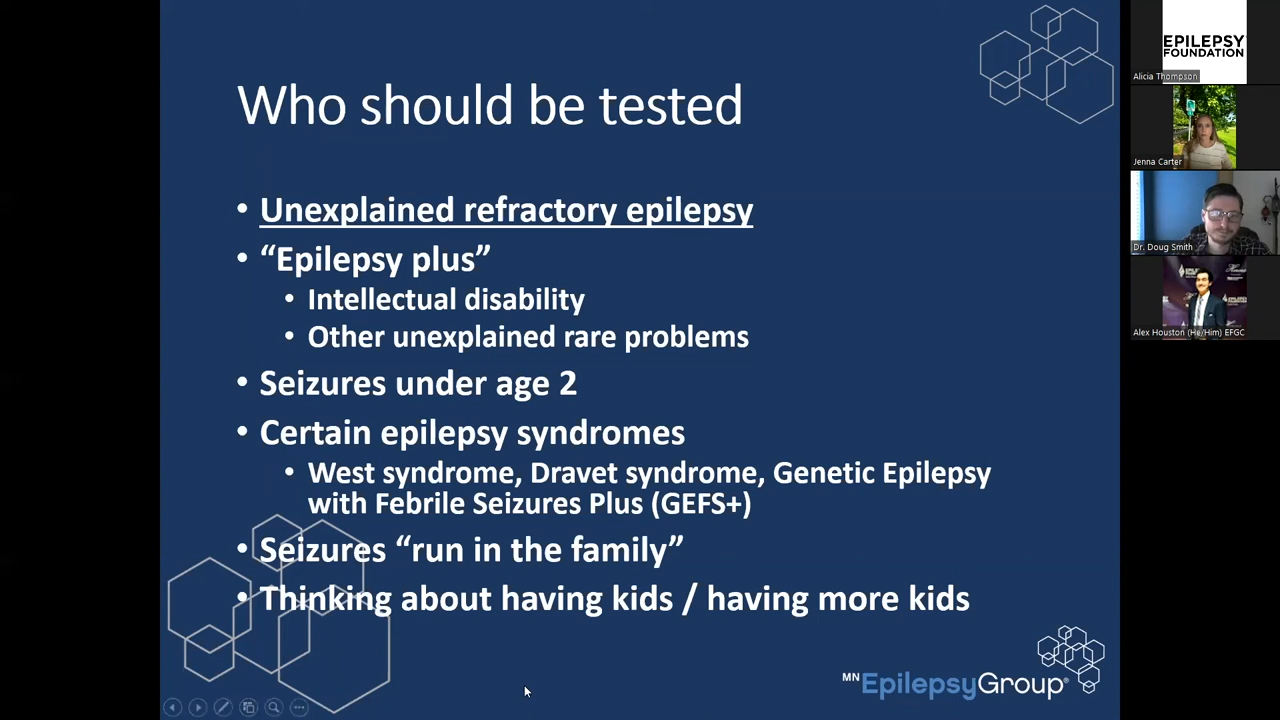 Who should be tested
• Unexplained refractory epilepsy
• “Epilepsy plus”
• Intellectual disability
• Other unexplained rare problems
• Seizures under age 2
• Certain epilepsy syndromes
• West syndrome, Dravet syndrome, Genetic Epilepsy
with Febrile Seizures Plus (GEFS+)
• Seizures “run in the family”
• Thinking about having kids / having more kids
MN EpilepsyGroup®
EPILEPSY
FOUNDATION
Alicia Thompson
Jenna Carter
Dr. Doug Smith
Alex Houston (He/Him) EFGC